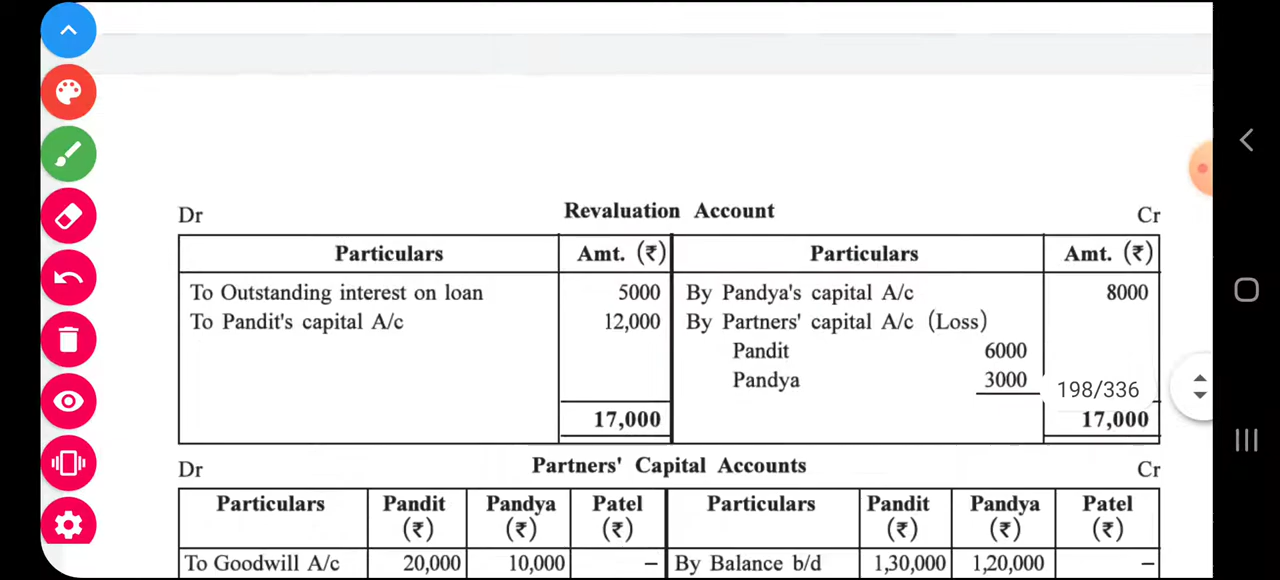 Revaluation Account
Dr Cr
Particulars Amt. (₹) Particulars Amt. (₹)
To Outstanding interest on loan 5000 By Pandya's capital A/c 8000
To Pandit's capital A/c 12,000 By Partners' capital A/c (Loss)
Pandit 6000
Pandya 3000 198/336
17,000 17,000
Dr Partners' Capital Accounts Cr
Particulars Pandit (₹) Pandya (₹) Patel (₹) Particulars Pandit (₹) Pandya (₹) Patel (₹)
To Goodwill A/c 20,000 10,000 – By Balance b/d 1,30,000 1,20,000 –